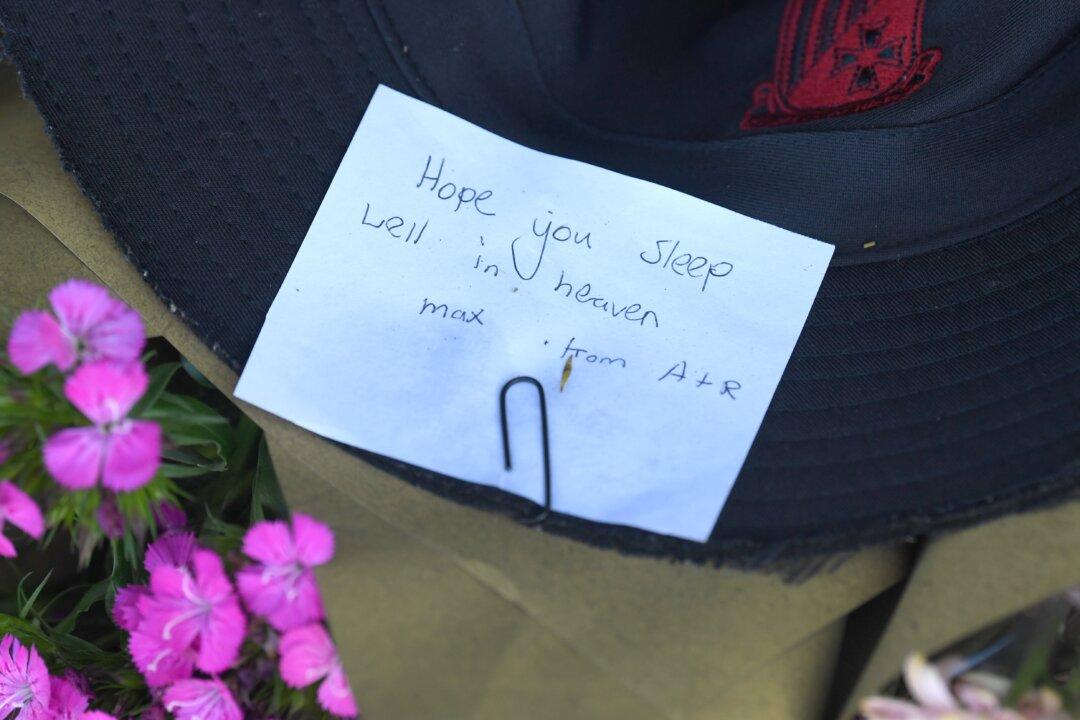 Hope you Sleep
Well in heaven
max from A+R